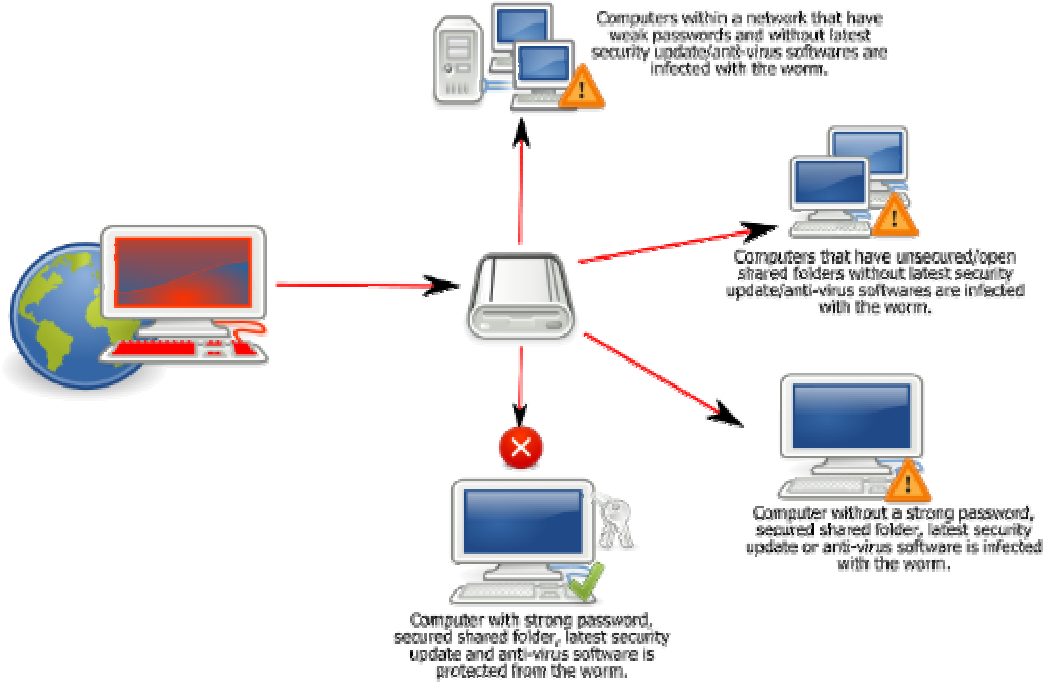 Computers within a network that have
weak passwords and without latest
security update/anti-virus softwares are
infected with the worm.
Computers that have unsecured/open
shared folders without latest security
update/anti-virus softwares are infected
with the worm.
Computer without a strong password,
secured shared folder, latest security
update or anti-virus software is infected
with the worm.
Computer with strong password,
secured shared folder, latest security
update and anti-virus software is
protected from the worm.